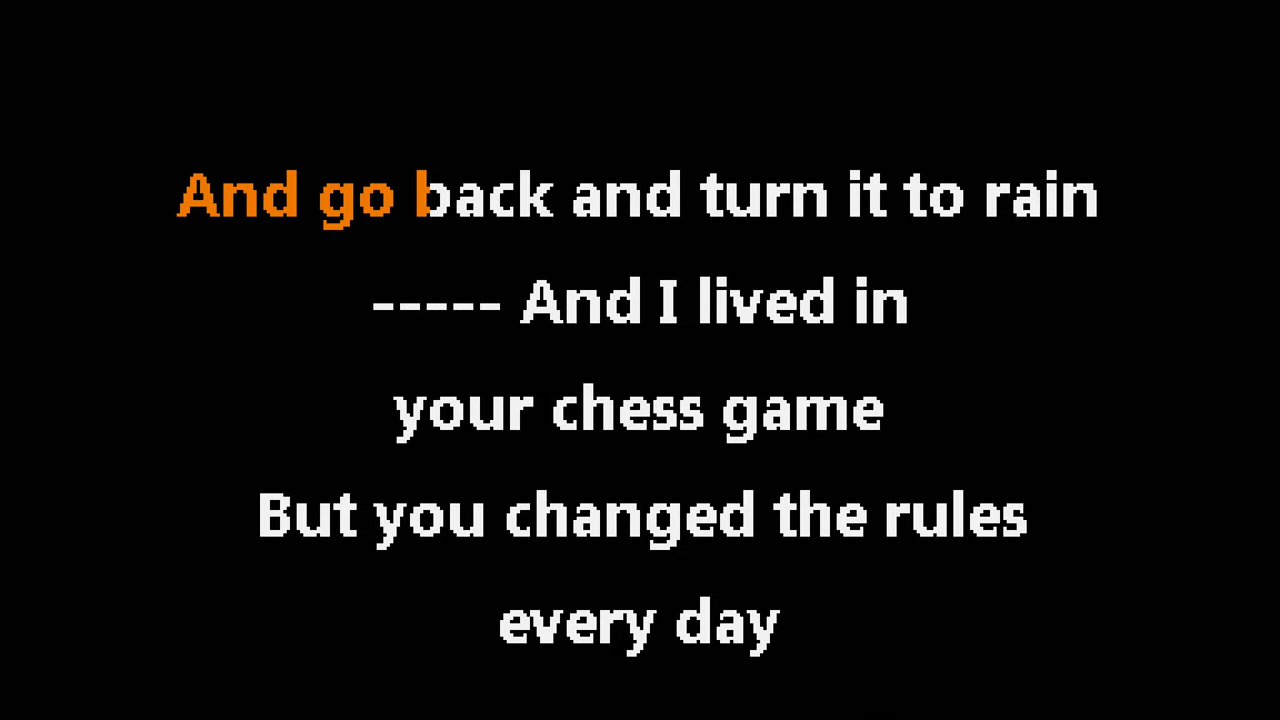 And go back and turn it to rain
----- And I lived in
your chess game
But you changed the rules
every day